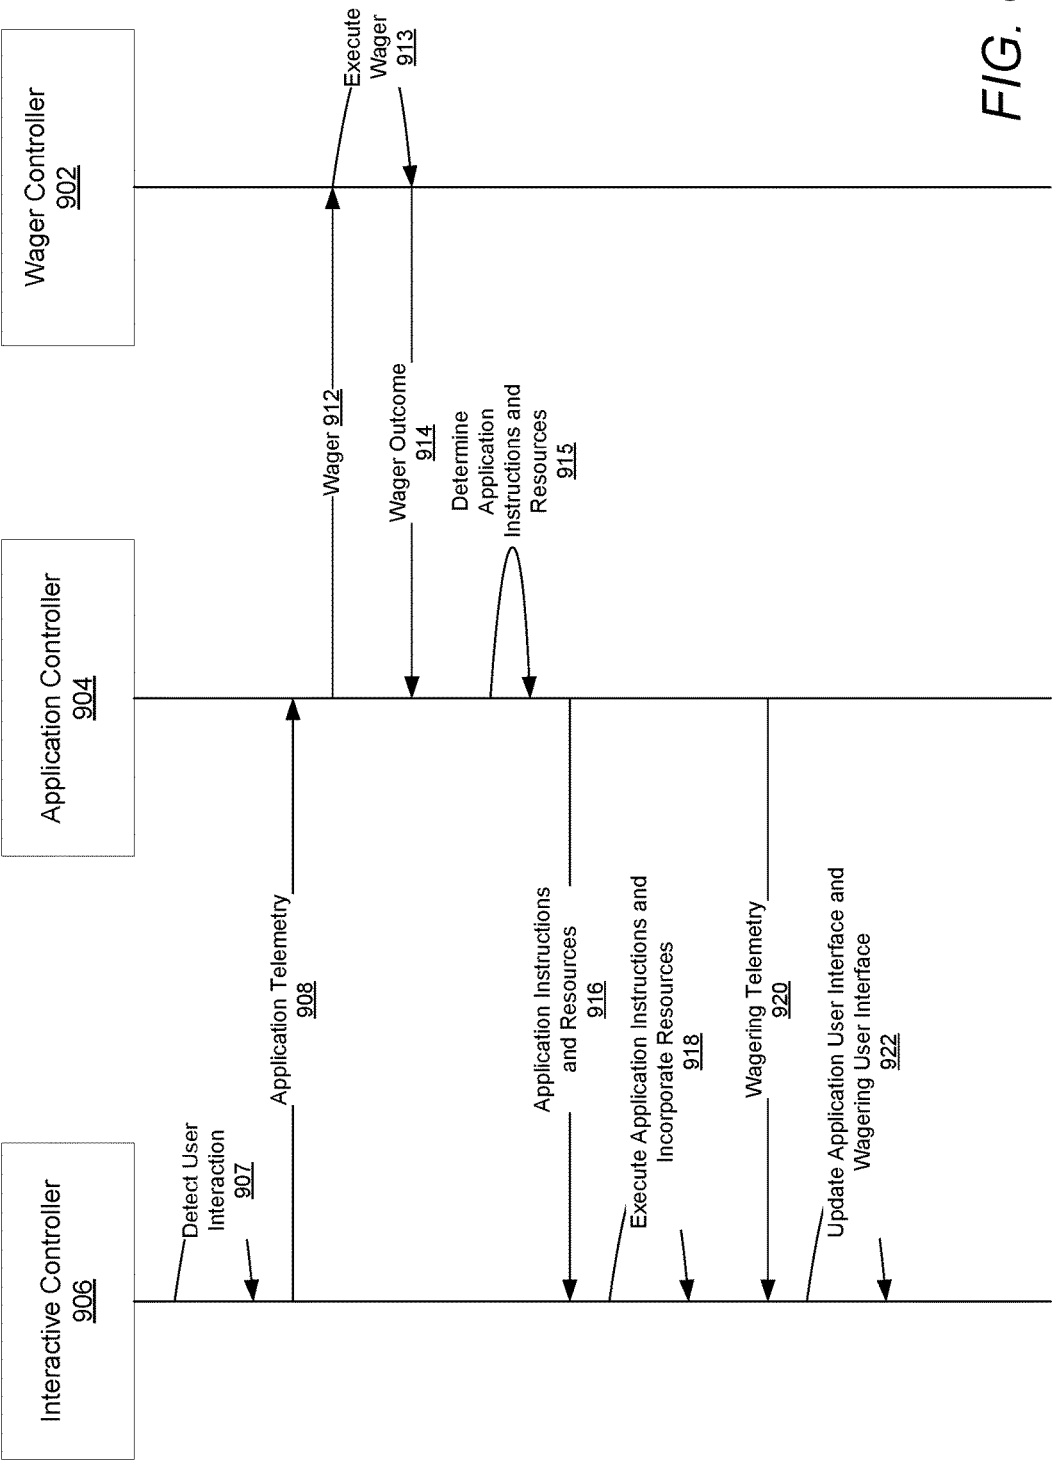 Interactive Controller
906
Application Controller
904
Wager Controller
902
Detect User
Interaction
907
Application Telemetry
908
Wager 912
Execute
Wager
913
Wager Outcome
914
Determine
Application
Instructions and
Resources
915
Application Instructions
and Resources
916
Execute Application Instructions and
Incorporate Resources
918
Wagering Telemetry
920
Update Application User Interface and
Wagering User Interface
922
FIG.